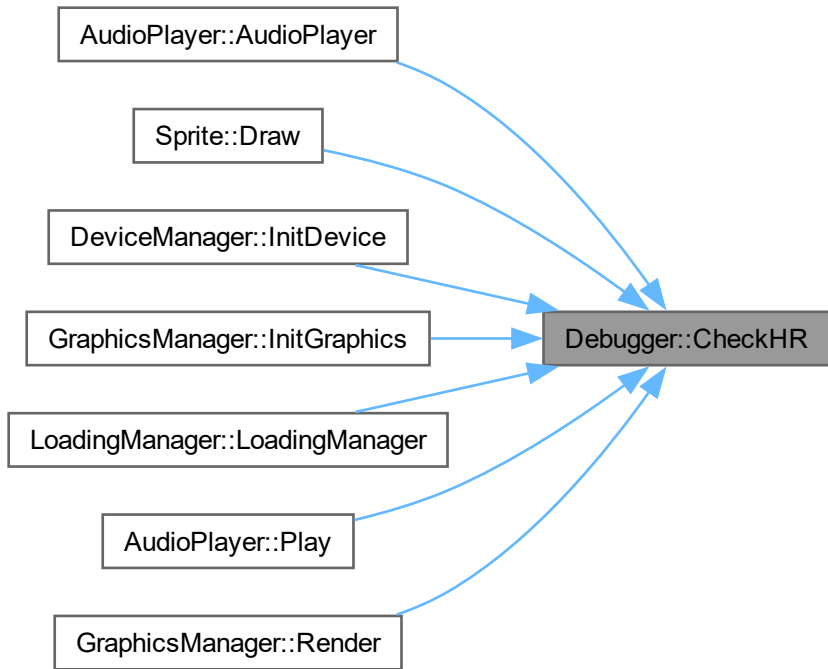 AudioPlayer::AudioPlayer
Sprite::Draw
DeviceManager::InitDevice
GraphicsManager::InitGraphics
Debugger::CheckHR
LoadingManager::LoadingManager
AudioPlayer::Play
GraphicsManager::Render